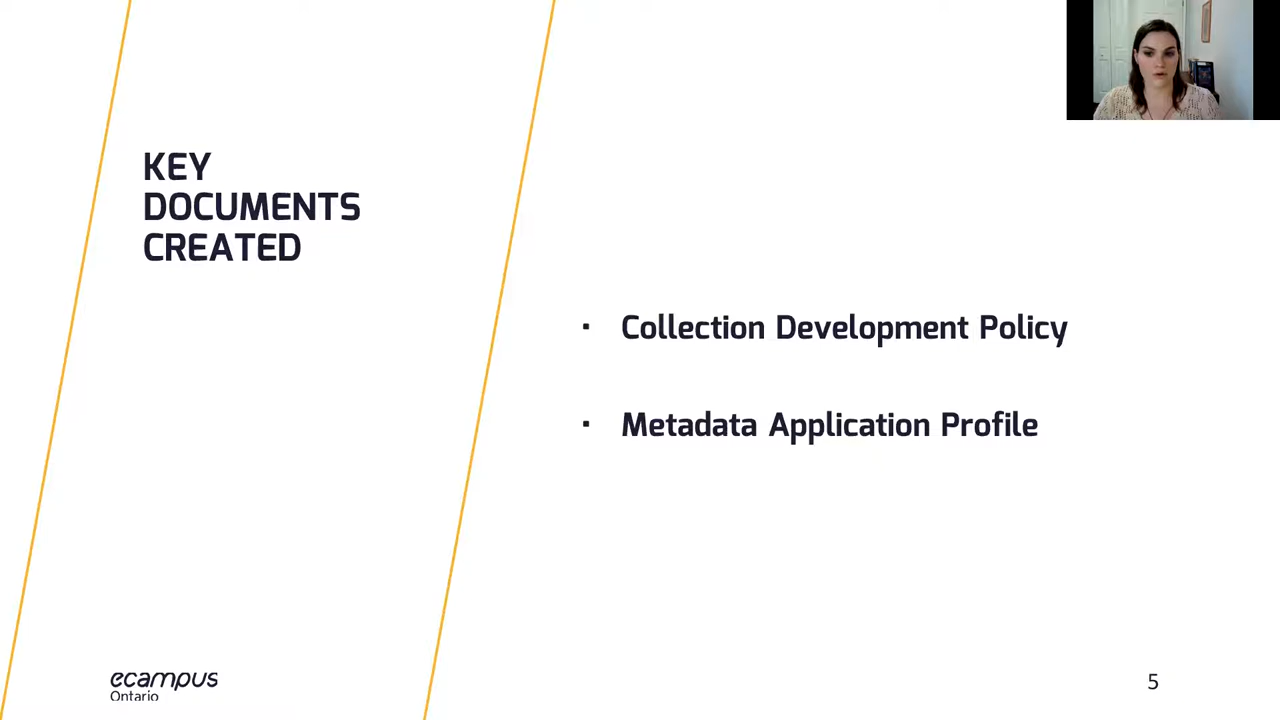 KEY
DOCUMENTS
CREATED
▪ Collection Development Policy
▪ Metadata Application Profile
ecampus
Ontario
5